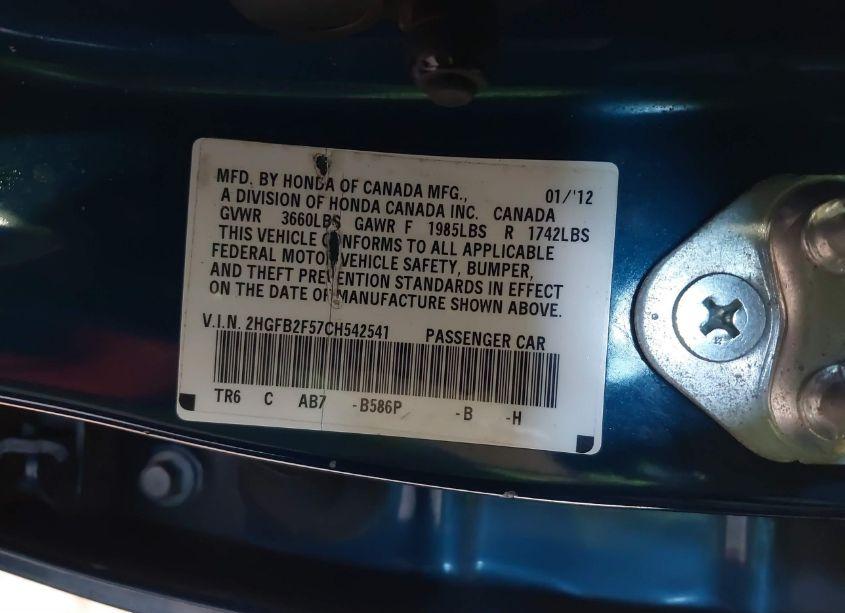 MFD. BY HONDA OF CANADA MFG., 01/'12
A DIVISION OF HONDA CANADA INC. CANADA
GVWR 3660LBS GAWR F 1985LBS R 1742LBS
THIS VEHICLE CONFORMS TO ALL APPLICABLE
FEDERAL MOTOR VEHICLE SAFETY, BUMPER,
AND THEFT PREVENTION STANDARDS IN EFFECT
ON THE DATE OF MANUFACTURE SHOWN ABOVE.
V.I.N. 2HGFB2F57CH542541 PASSENGER CAR
TR6 C AB7 -B586P -B -H